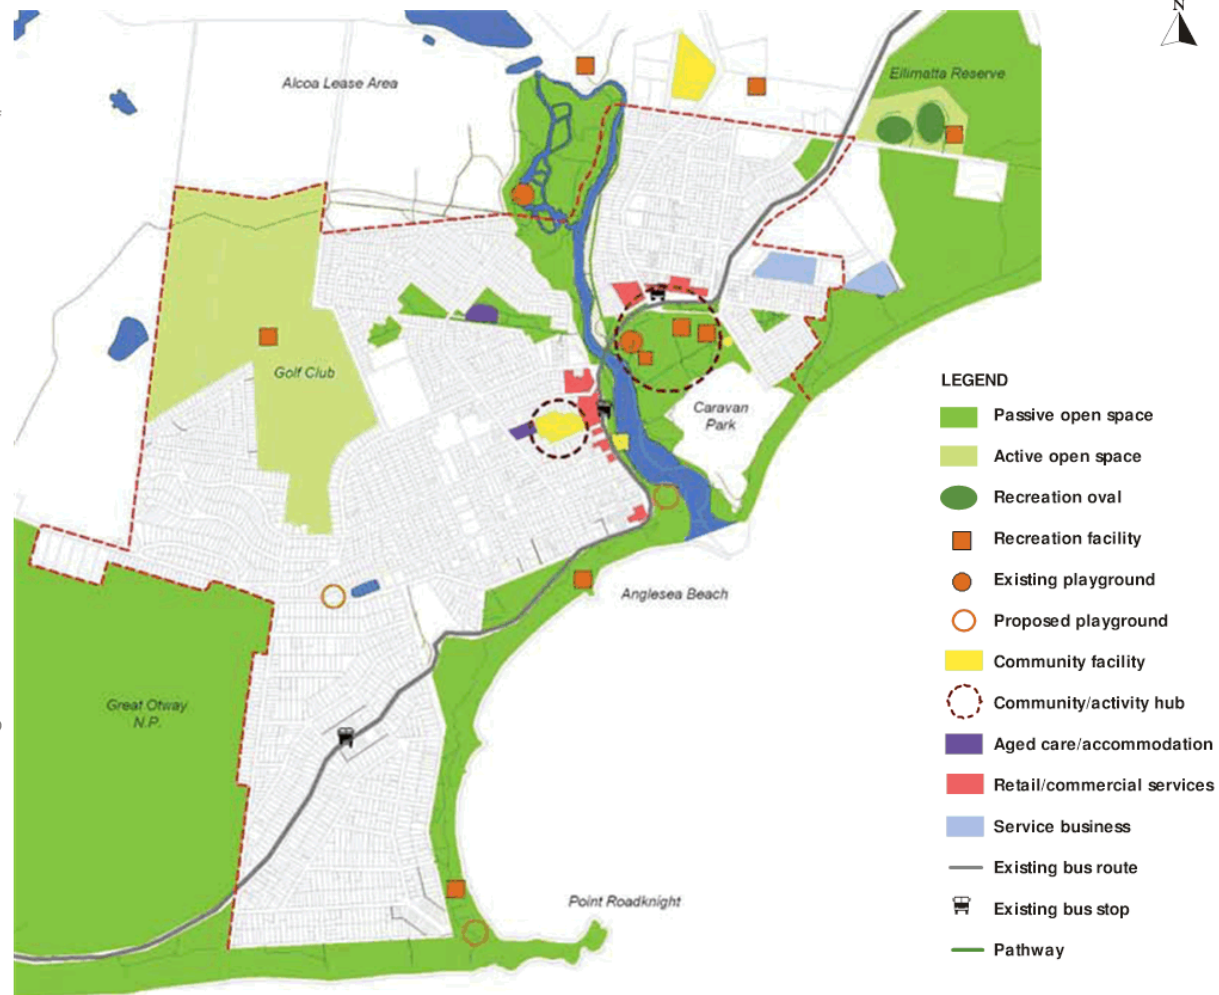 N
Alcoa Lease Area
Eilimatta Reserve
Golf Club
Caravan
Park
LEGEND
Passive open space
Active open space
Recreation oval
Recreation facility
Existing playground
Proposed playground
Community facility
Community/activity hub
Aged care/accommodation
Retail/commercial services
Service business
Existing bus route
Existing bus stop
Pathway
Anglesea Beach
Great Otway
N.P.
Point Roadknight